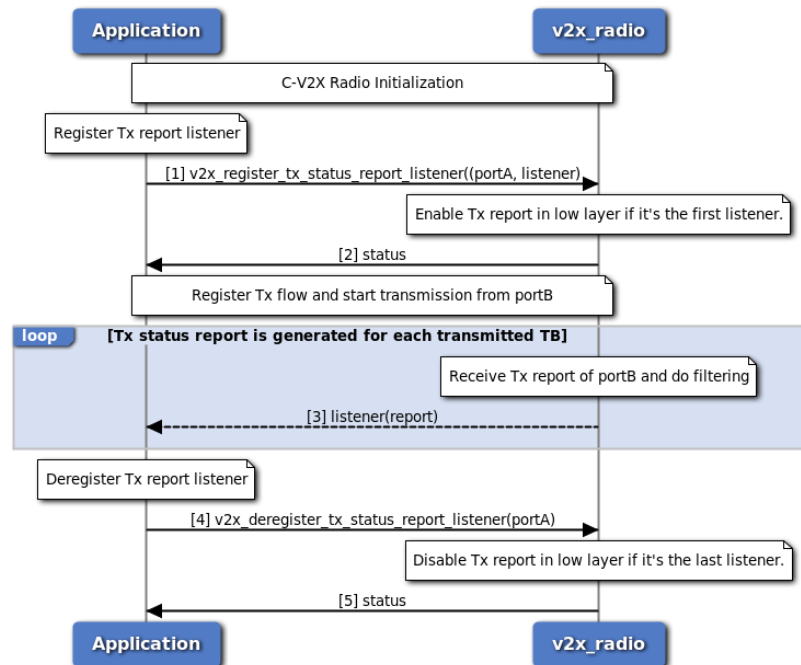 Application v2x_radio
C-V2X Radio Initialization
Register Tx report listener
[1] v2x_register_tx_status_report_listener((portA, listener)
Enable Tx report in low layer if it's the first listener.
[2] status
Register Tx flow and start transmission from portB
loop [Tx status report is generated for each transmitted TB]
Receive Tx report of portB and do filtering
[3] listener(report)
Deregister Tx report listener
[4] v2x_deregister_tx_status_report_listener(portA)
Disable Tx report in low layer if it's the last listener.
[5] status
Application v2x_radio